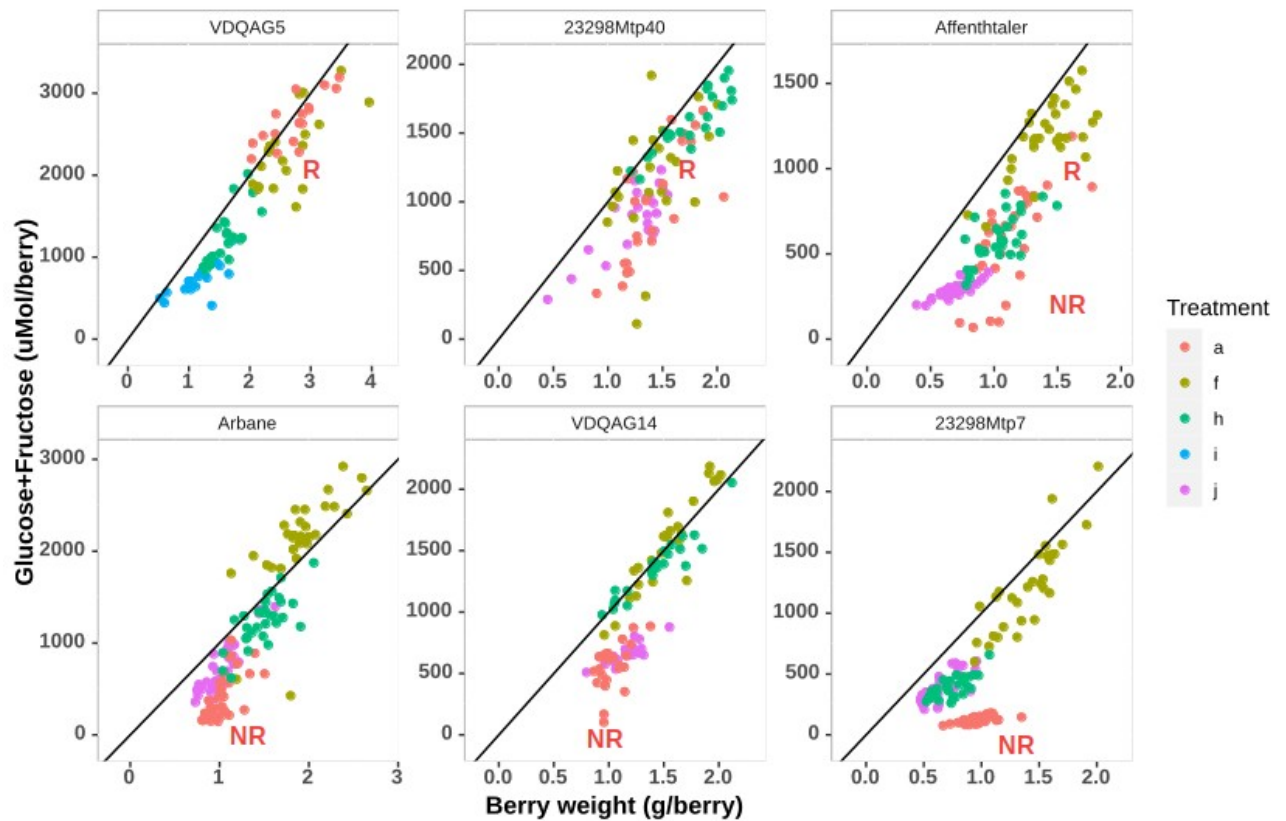 VDQAG5 23298Mtp40 Affenthtaler
3000
2000
1000
0
0 1 2 3 4
R
2000
1500
1000
500
0
0.0 0.5 1.0 1.5 2.0
R
1500
1000
500
0
0.0 0.5 1.0 1.5 2.0
R
NR
Arbane VDQAG14 23298Mtp7
3000
2000
1000
0
0 1 2 3
NR
2000
1500
1000
500
0
0.0 0.5 1.0 1.5 2.0
NR
2000
1500
1000
500
0
0.0 0.5 1.0 1.5 2.0
NR
Glucose+Fructose (uMol/berry)
Berry weight (g/berry)
Treatment
a
f
h
i
j